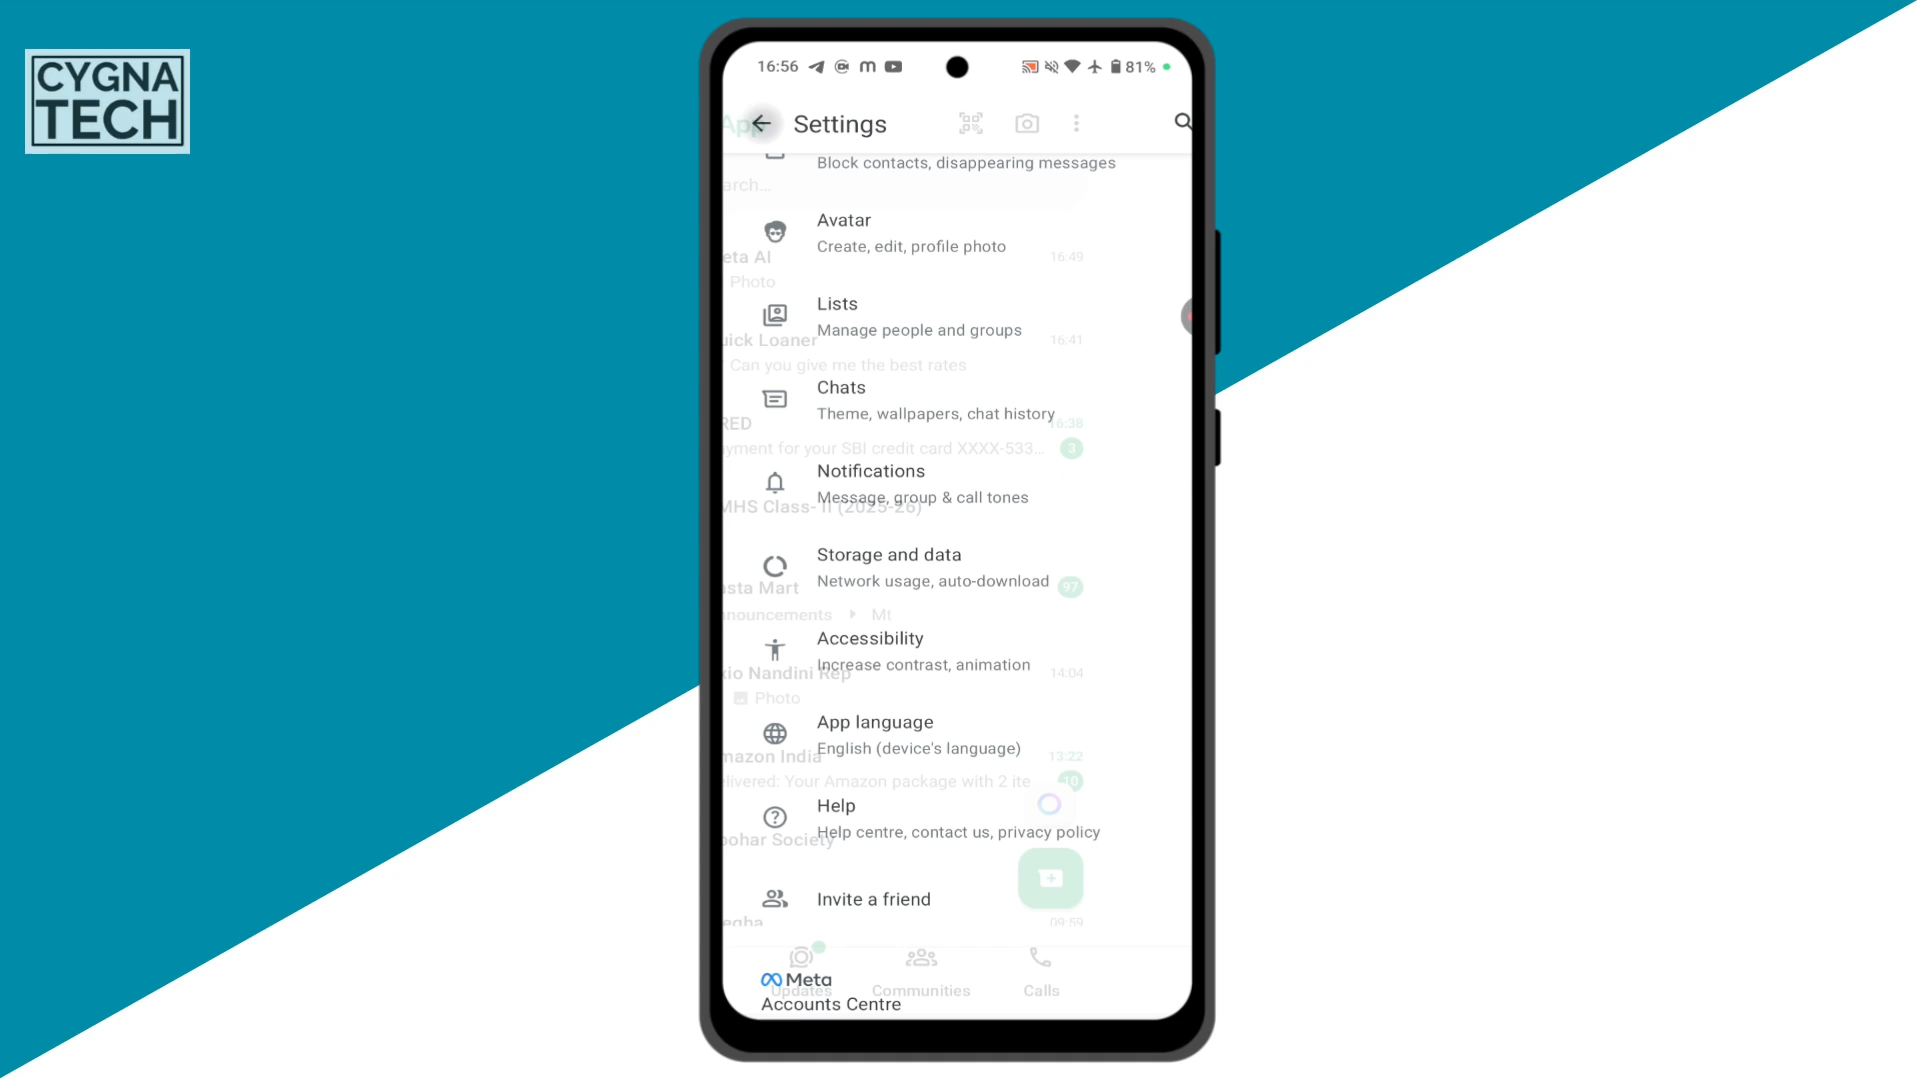 CYGNA
TECH
16:56
81%
App
Settings
Block contacts, disappearing messages
arch...
Avatar
Create, edit, profile photo
eta AI
16:49
Photo
Lists
Manage people and groups
uick Loaner
16:41
Can you give me the best rates
Chats
Theme, wallpapers, chat history
RED
16:38
yment for your SBI credit card XXXX-533...
3
Notifications
Message, group & call tones
MHS Class- II (2025-26)
Storage and data
Network usage, auto-download
asta Mart
97
nouncements
Mt
Accessibility
Increase contrast, animation
xio Nandini Rep
14:04
Photo
App language
English (device's language)
mazon India
13:22
livered: Your Amazon package with 2 ite
10
Help
Help centre, contact us, privacy policy
oohar Society
Invite a friend
egha
09:59
Meta
Updates
Communities
Calls
Accounts Centre